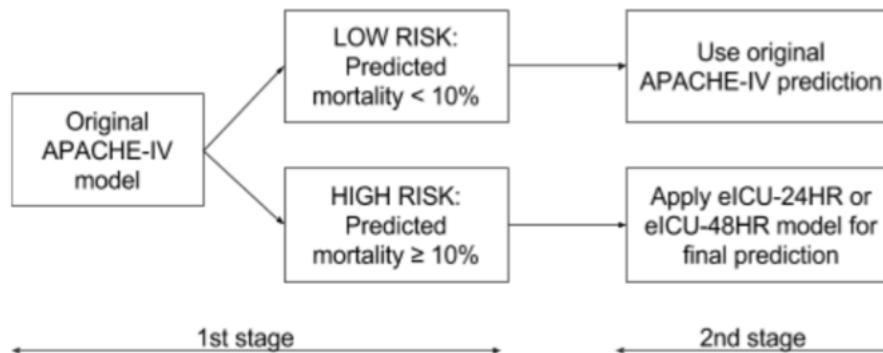 Original
APACHE-IV
model
LOW RISK:
Predicted
mortality < 10%
Use original
APACHE-IV prediction
HIGH RISK:
Predicted
mortality ≥ 10%
Apply eICU-24HR or
eICU-48HR model for
final prediction
1st stage
2nd stage